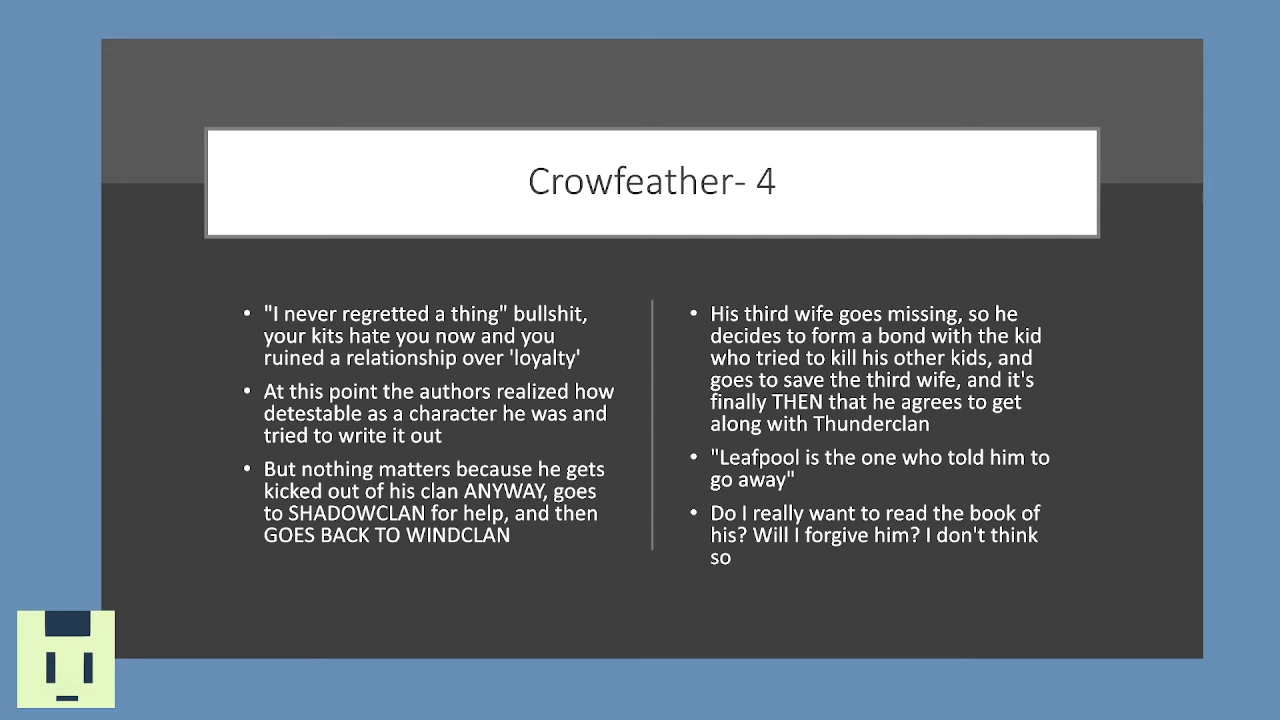 Crowfeather- 4
• "I never regretted a thing" bullshit,
your kits hate you now and you
ruined a relationship over 'loyalty'
• At this point the authors realized how
detestable as a character he was and
tried to write it out
• But nothing matters because he gets
kicked out of his clan ANYWAY, goes
to SHADOWCLAN for help, and then
GOES BACK TO WINDCLAN
• His third wife goes missing, so he
decides to form a bond with the kid
who tried to kill his other kids, and
goes to save the third wife, and it's
finally THEN that he agrees to get
along with Thunderclan
• "Leafpool is the one who told him to
go away"
• Do I really want to read the book of
his? Will I forgive him? I don't think
so